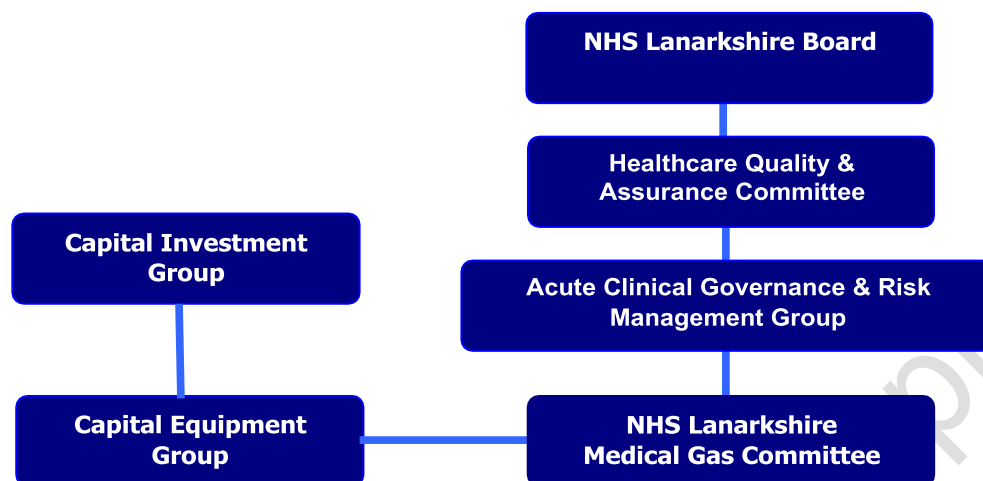 NHS Lanarkshire Board
Healthcare Quality &
Assurance Committee
Capital Investment
Group
Acute Clinical Governance & Risk
Management Group
Capital Equipment
Group
NHS Lanarkshire
Medical Gas Committee